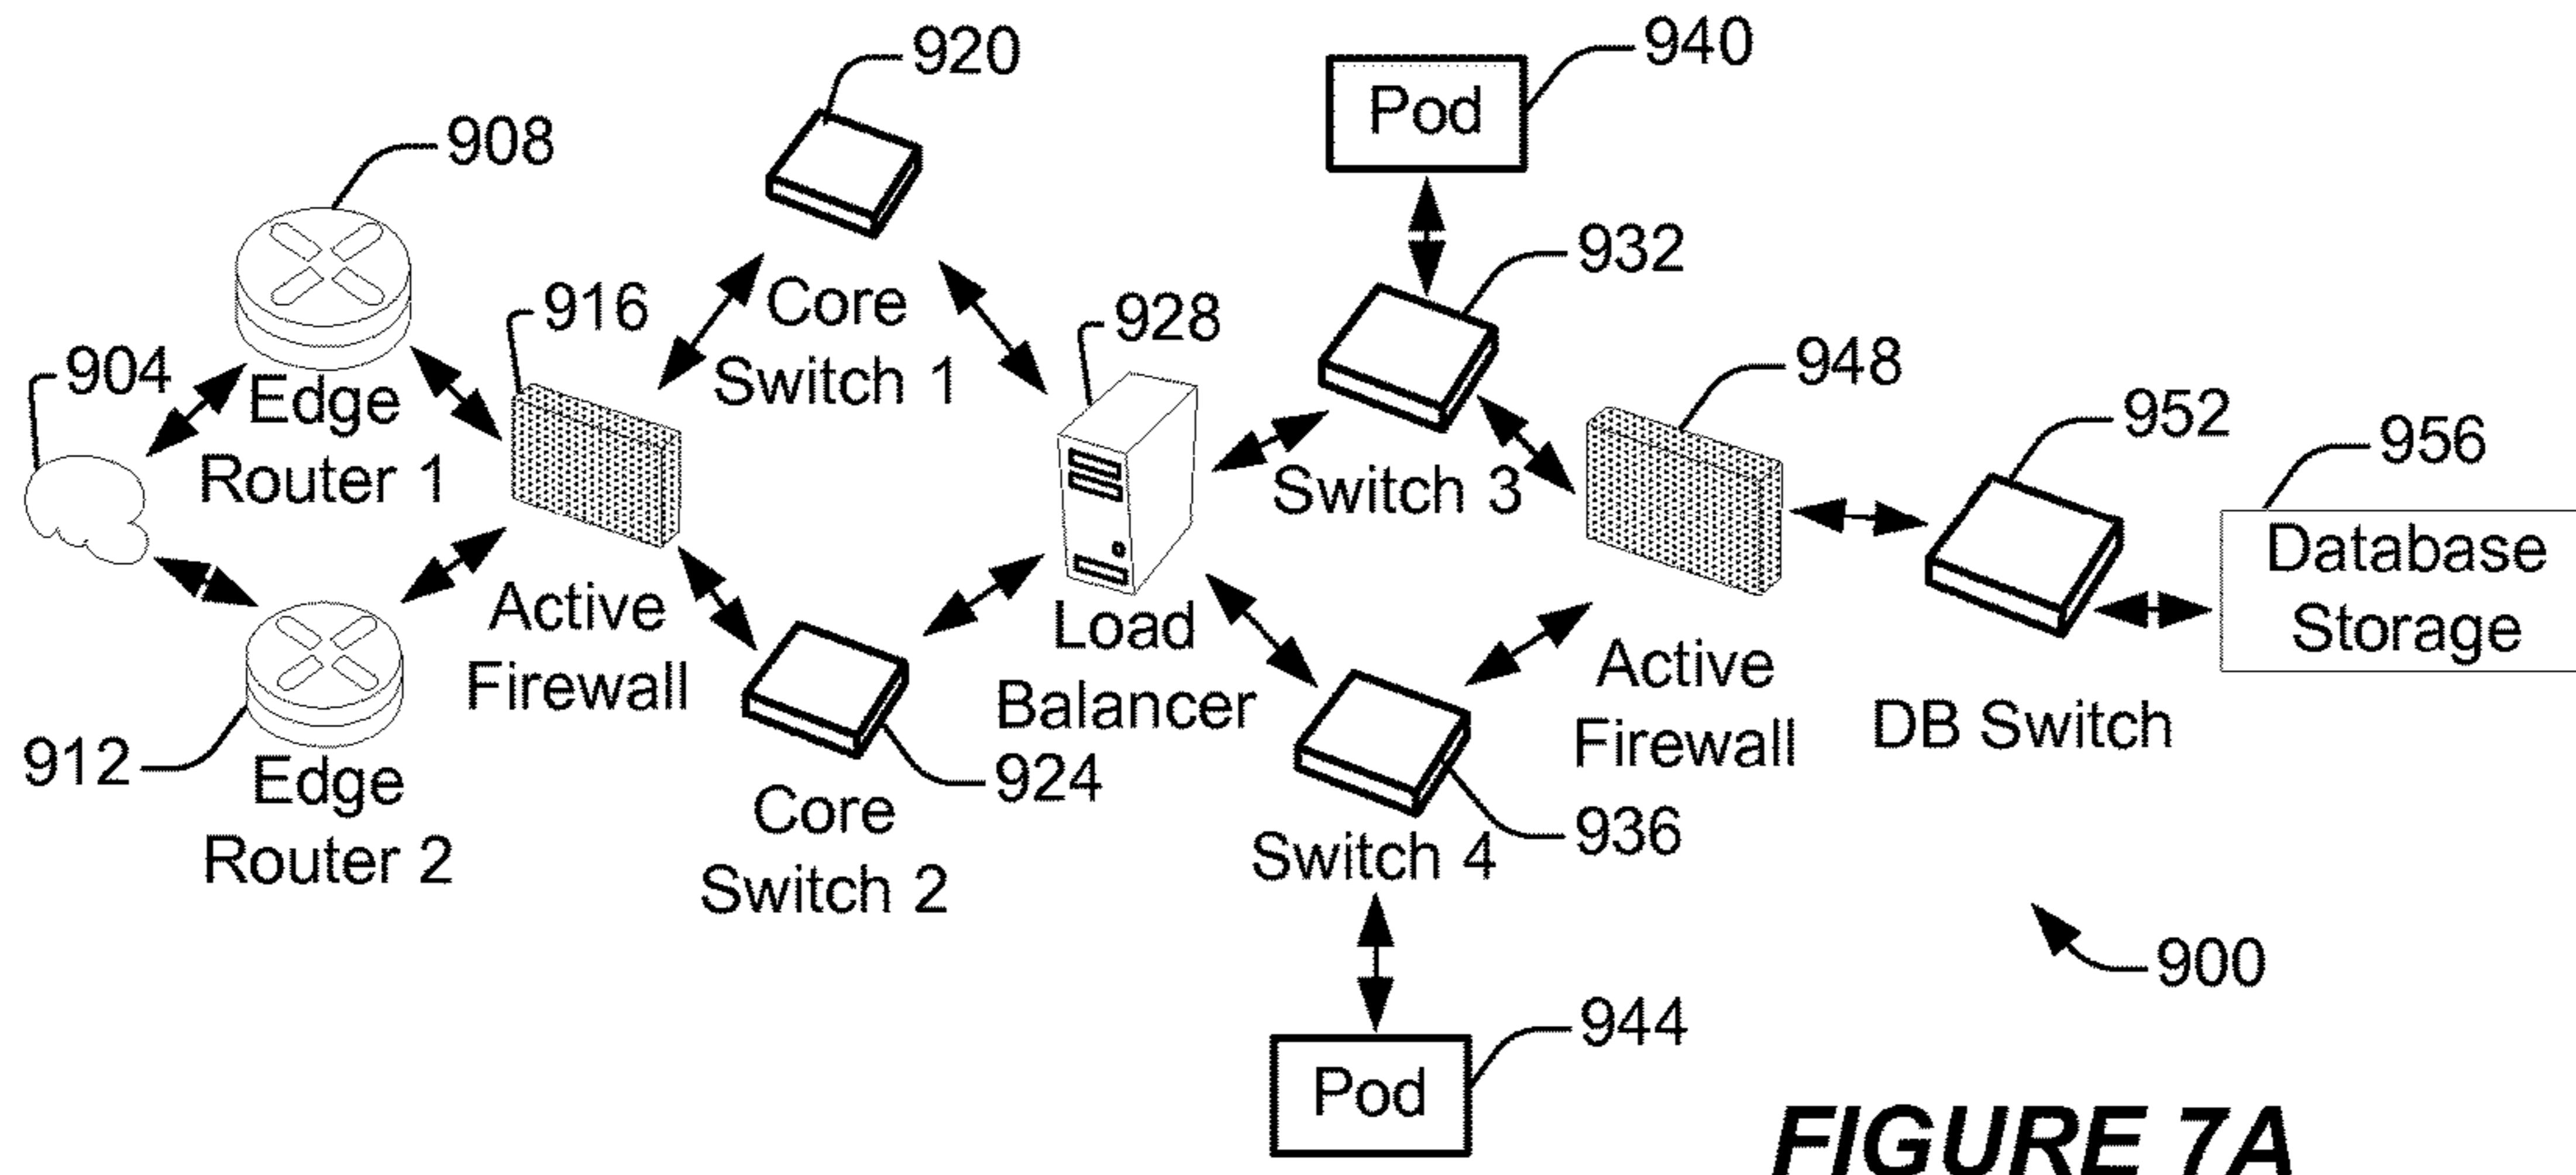 920
940
Pod
908
932
916
Core
Switch 1
928
948
904
Edge
Router 1
952
956
Switch 3
Database
Storage
Active
Firewall
Load
Balancer
Active
Firewall
DB Switch
912
Edge
Router 2
924
Core
Switch 2
936
Switch 4
900
944
Pod
FIGURE 7A